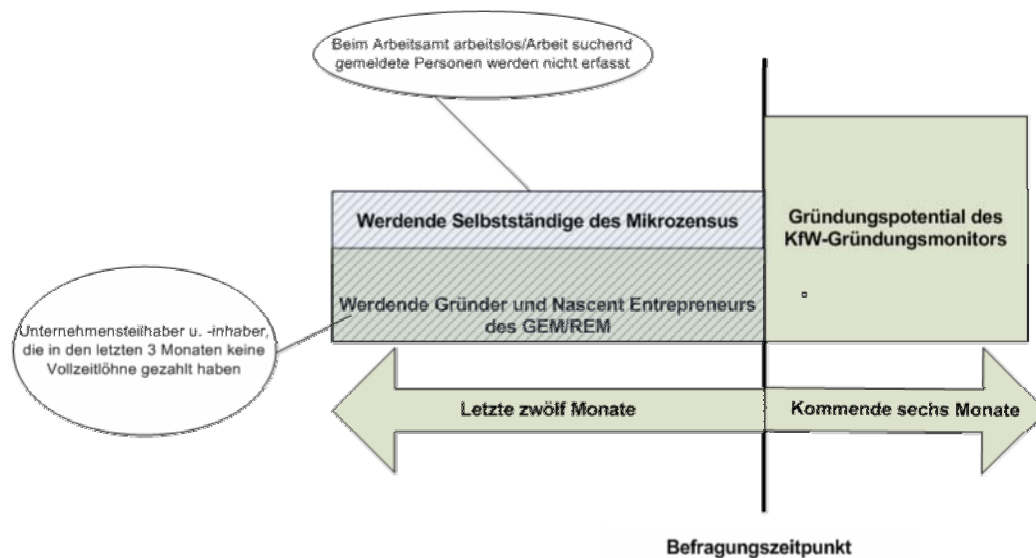 Beim Arbeitsamt arbeitslos/Arbeit suchend
gemeldete Personen werden nicht erfasst
Werdende Selbstständige des Mikrozensus
Gründungspotential des
KfW-Gründungsmonitors
Werdende Gründer und Nascent Entrepreneurs
des GEM/REM
Unternehmensteilhaber u. -inhaber,
die in den letzten 3 Monaten keine
Vollzeitlöhne gezahlt haben
Letzte zwölf Monate
Kommende sechs Monate
Befragungszeitpunkt